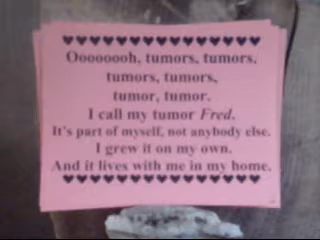 ♥♥♥♥♥♥♥♥♥♥♥♥♥♥♥
Oooooooh, tumors, tumors.
tumors, tumors,
tumor, tumor.
I call my tumor Fred.
It's part of myself, not anybody else.
I grew it on my own.
And it lives with me in my home.
♥♥♥♥♥♥♥♥♥♥♥♥♥♥♥